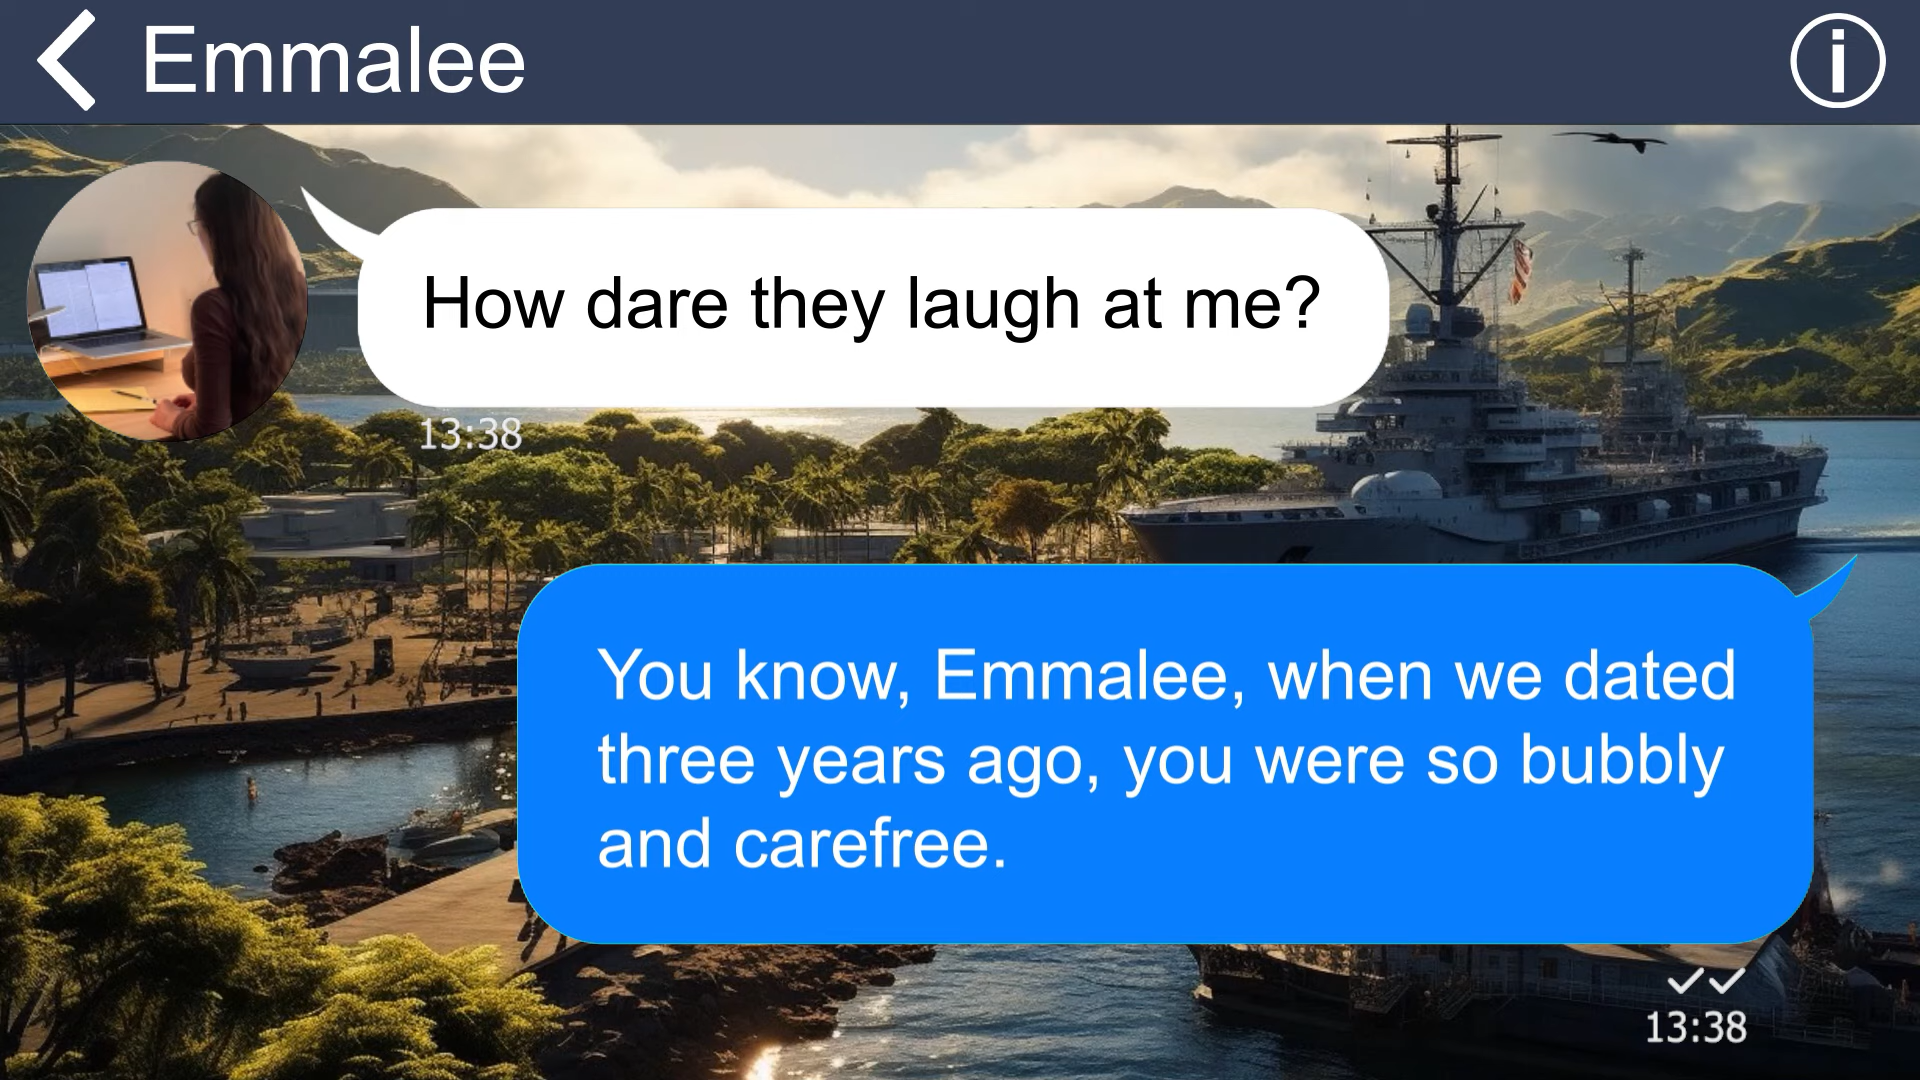 Emmalee
How dare they laugh at me?
13:38
You know, Emmalee, when we dated
three years ago, you were so bubbly
and carefree.
13:38